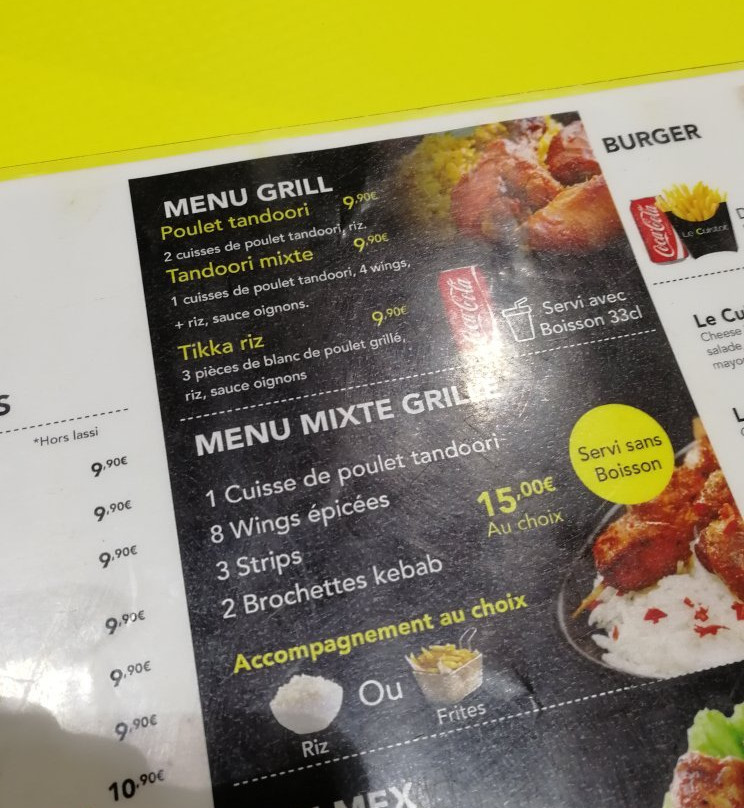 MENU GRILL
Poulet tandoori 9,90€
2 cuisses de poulet tandoori, riz.
Tandoori mixte 9,90€
1 cuisses de poulet tandoori, 4 wings,
+ riz, sauce oignons.
Tikka riz 9,90€
3 pièces de blanc de poulet grillé,
riz, sauce oignons
Coca-Cola
Servi avec
Boisson 33cl
MENU MIXTE GRILL
1 Cuisse de poulet tandoori
8 Wings épicées
3 Strips
2 Brochettes kebab
15,00€
Au choix
Servi sans
Boisson
Accompagnement au choix
Riz
Ou
Frites
MEX
S
*Hors lassi
9,90€
9,90€
9,90€
9,90€
9,90€
9,90€
10,90€
BURGER
Coca-Cola
Le Curstor
Le Cu
Cheese
salade
mayo